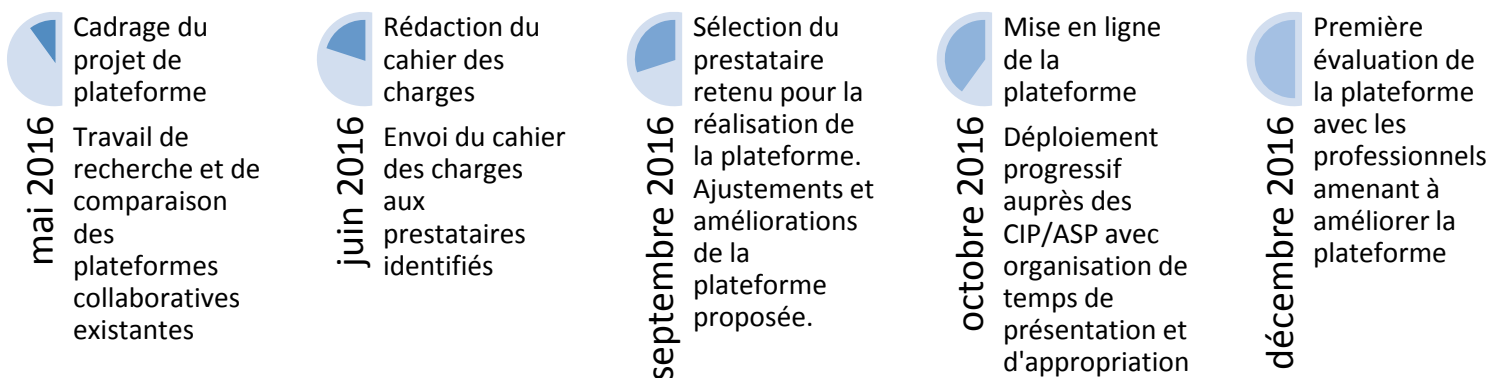 mai 2016
Cadrage du
projet de
plateforme
Travail de
recherche et de
comparaison
des
plateformes
collaboratives
existantes
juin 2016
Rédaction du
cahier des
charges
Envoi du cahier
des charges
aux
prestataires
identifiés
septembre 2016
Sélection du
prestataire
retenu pour la
réalisation de
la plateforme.
Ajustements et
améliorations
de la
plateforme
proposée.
octobre 2016
Mise en ligne
de la
plateforme
Déploiement
progressif
auprès des
CIP/ASP avec
organisation de
temps de
présentation et
d'appropriation
décembre 2016
Première
évaluation de
la plateforme
avec les
professionnels
amenant à
améliorer la
plateforme